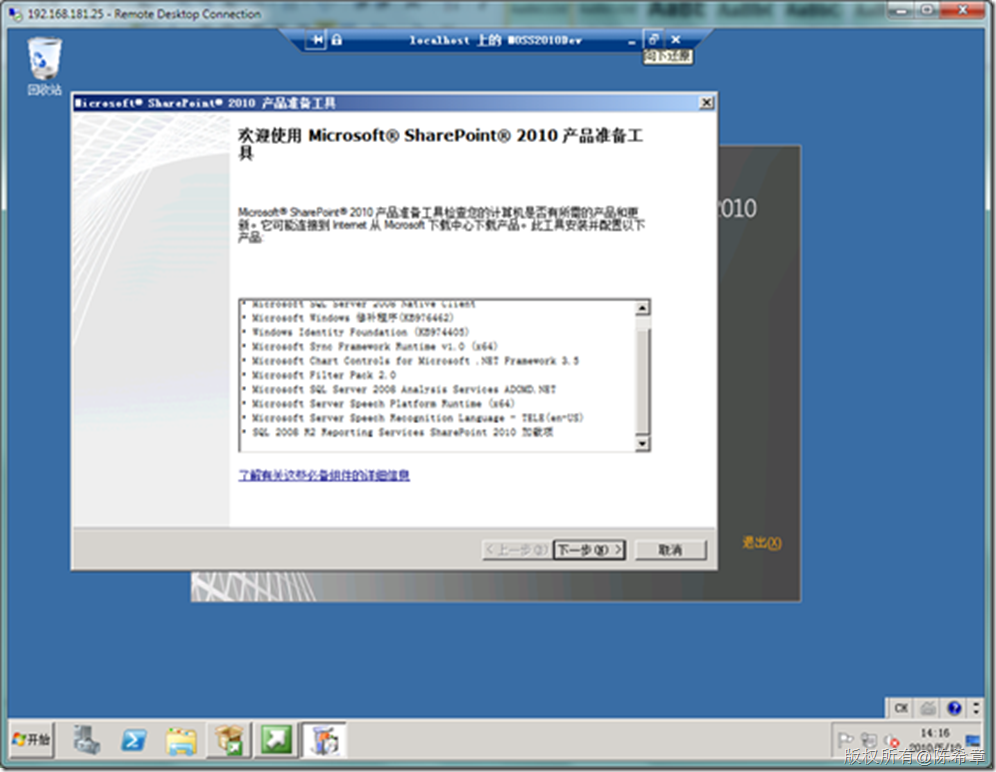 192.168.181.25 - Remote Desktop Connection
localhost 上的 MOSS2010Dev
向下还原
回收站
Microsoft® SharePoint® 2010 产品准备工具
欢迎使用 Microsoft® SharePoint® 2010 产品准备工
具
2010
Microsoft® SharePoint® 2010 产品准备工具检查您的计算机是否有所需的产品和更
新。它可能连接到 Internet 从 Microsoft 下载中心下载产品。此工具安装并配置以下
产品:
• Microsoft SQL Server 2008 Native Client
• Microsoft Windows 修补程序(KB976462)
• Windows Identity Foundation (KB974405)
• Microsoft Sync Framework Runtime v1.0 (x64)
• Microsoft Chart Controls for Microsoft .NET Framework 3.5
• Microsoft Filter Pack 2.0
• Microsoft SQL Server 2008 Analysis Services ADOMD.NET
• Microsoft Server Speech Platform Runtime (x64)
• Microsoft Server Speech Recognition Language - TELE(en-US)
• SQL 2008 R2 Reporting Services SharePoint 2010 加载项
了解有关这些必备组件的详细信息
< 上一步(B) 下一步(N) > 取消
退出(X)
CH
开始
14:16
版权所有@陈希章